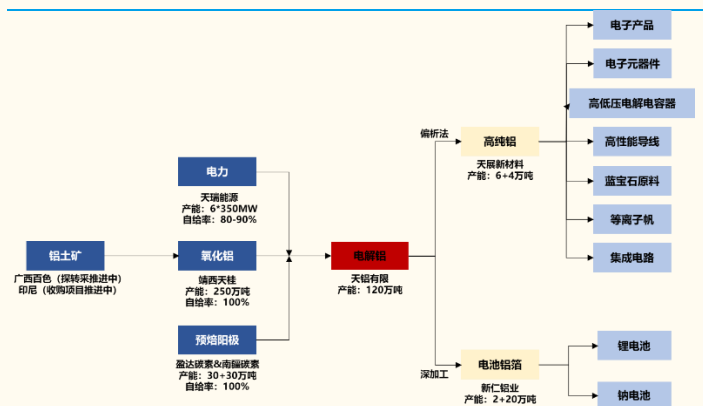 电子产品
电子元器件
高低压电解电容器
偏析法
高纯铝
高性能导线
天展新材料
产能：6+4万吨
电力
蓝宝石原料
天瑞能源
产能：6*350MW
自给率：80-90%
等离子帆
铝土矿
氧化铝
电解铝
集成电路
广西百色（探转采推进中）
印尼（收购项目推进中）
靖西天桂
产能：250万吨
自给率：100%
天铝有限
产能：120万吨
预焙阳极
锂电池
盈达碳素&南疆碳素
产能：30+30万吨
自给率：100%
深加工
电池铝箔
新仁铝业
产能：2+20万吨
钠电池